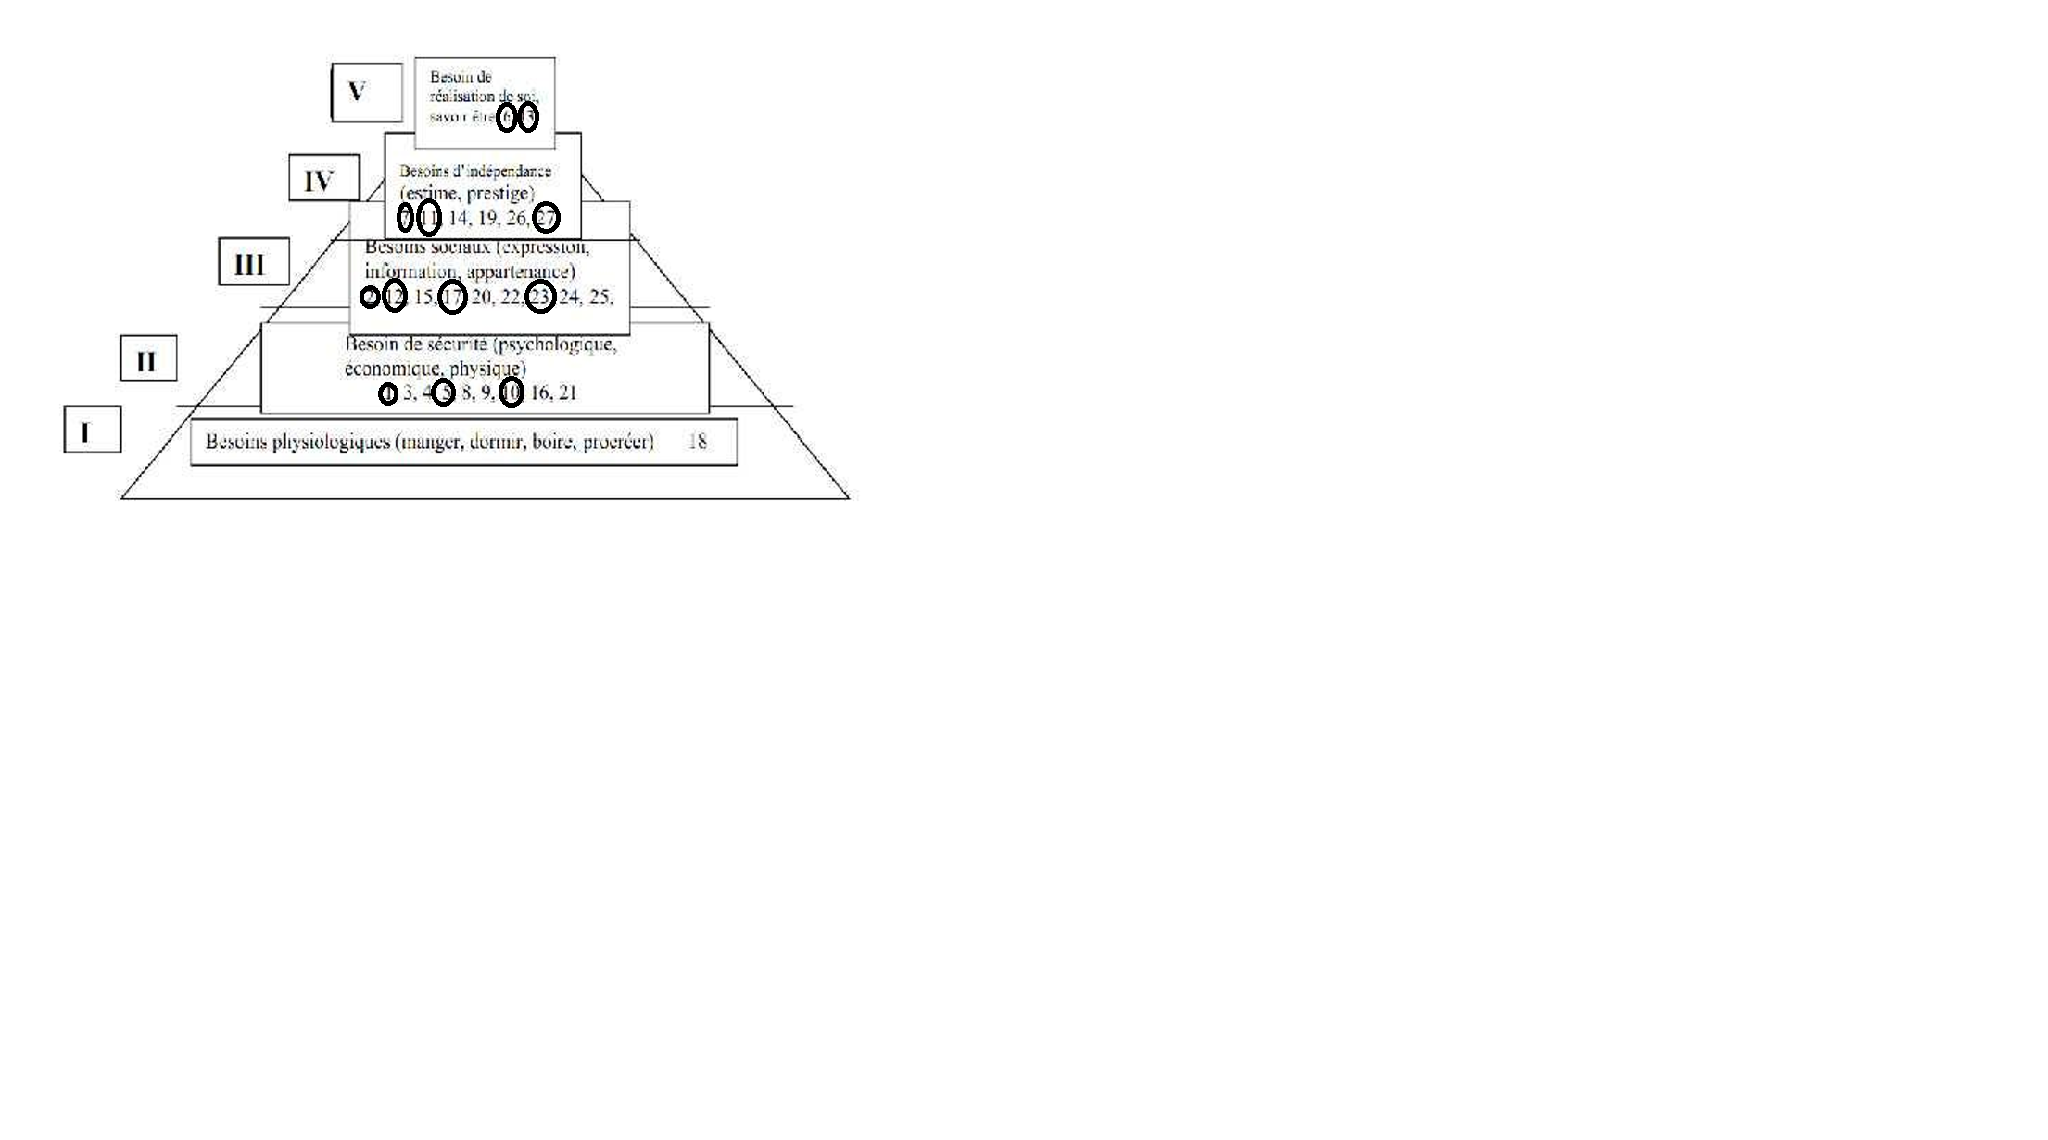 V
Besoin de
réalisation de soi,
savoir être 6, 13
IV
Besoins d'indépendance
(estime, prestige)
7, 11, 14, 19, 26, 27
III
Besoins sociaux (expression,
information, appartenance)
2, 12, 15, 17, 20, 22, 23, 24, 25,
II
Besoin de sécurité (psychologique,
économique, physique)
1, 3, 4, 5, 8, 9, 10, 16, 21
I
Besoins physiologiques (manger, dormir, boire, procréer) 18